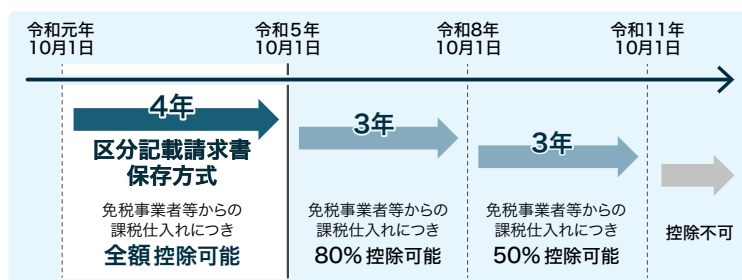 令和元年
10月1日
令和5年
10月1日
令和8年
10月1日
令和11年
10月1日
4年
区分記載請求書
保存方式
免税事業者等からの
課税仕入れにつき
全額控除可能
3年
免税事業者等からの
課税仕入れにつき
80%控除可能
3年
免税事業者等からの
課税仕入れにつき
50%控除可能
控除不可